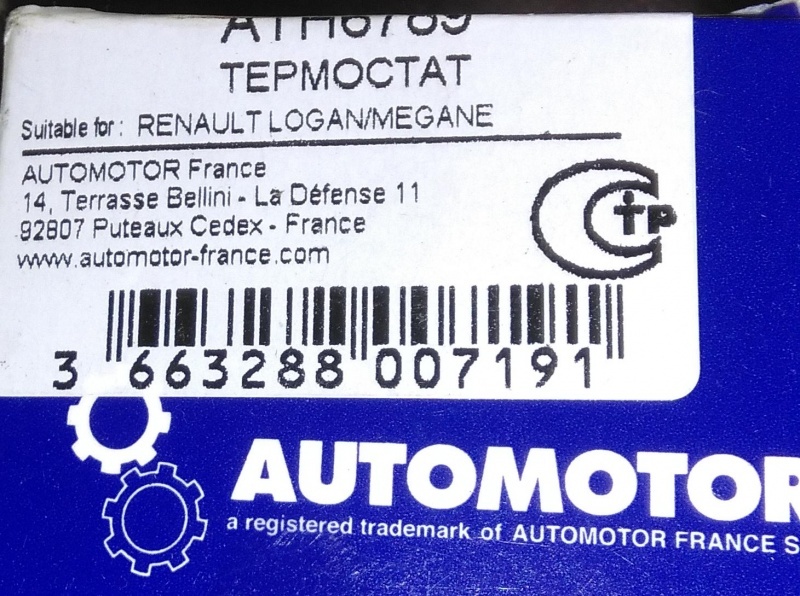 ATH6789
ТЕРМОСТАТ
Suitable for: RENAULT LOGAN/MEGANE
AUTOMOTOR France
14, Terrasse Bellini - La Défense 11
92807 Puteaux Cedex - France
www.automotor-france.com
3 663288 007191
AUTOMOTOR
a registered trademark of AUTOMOTOR FRANCE S